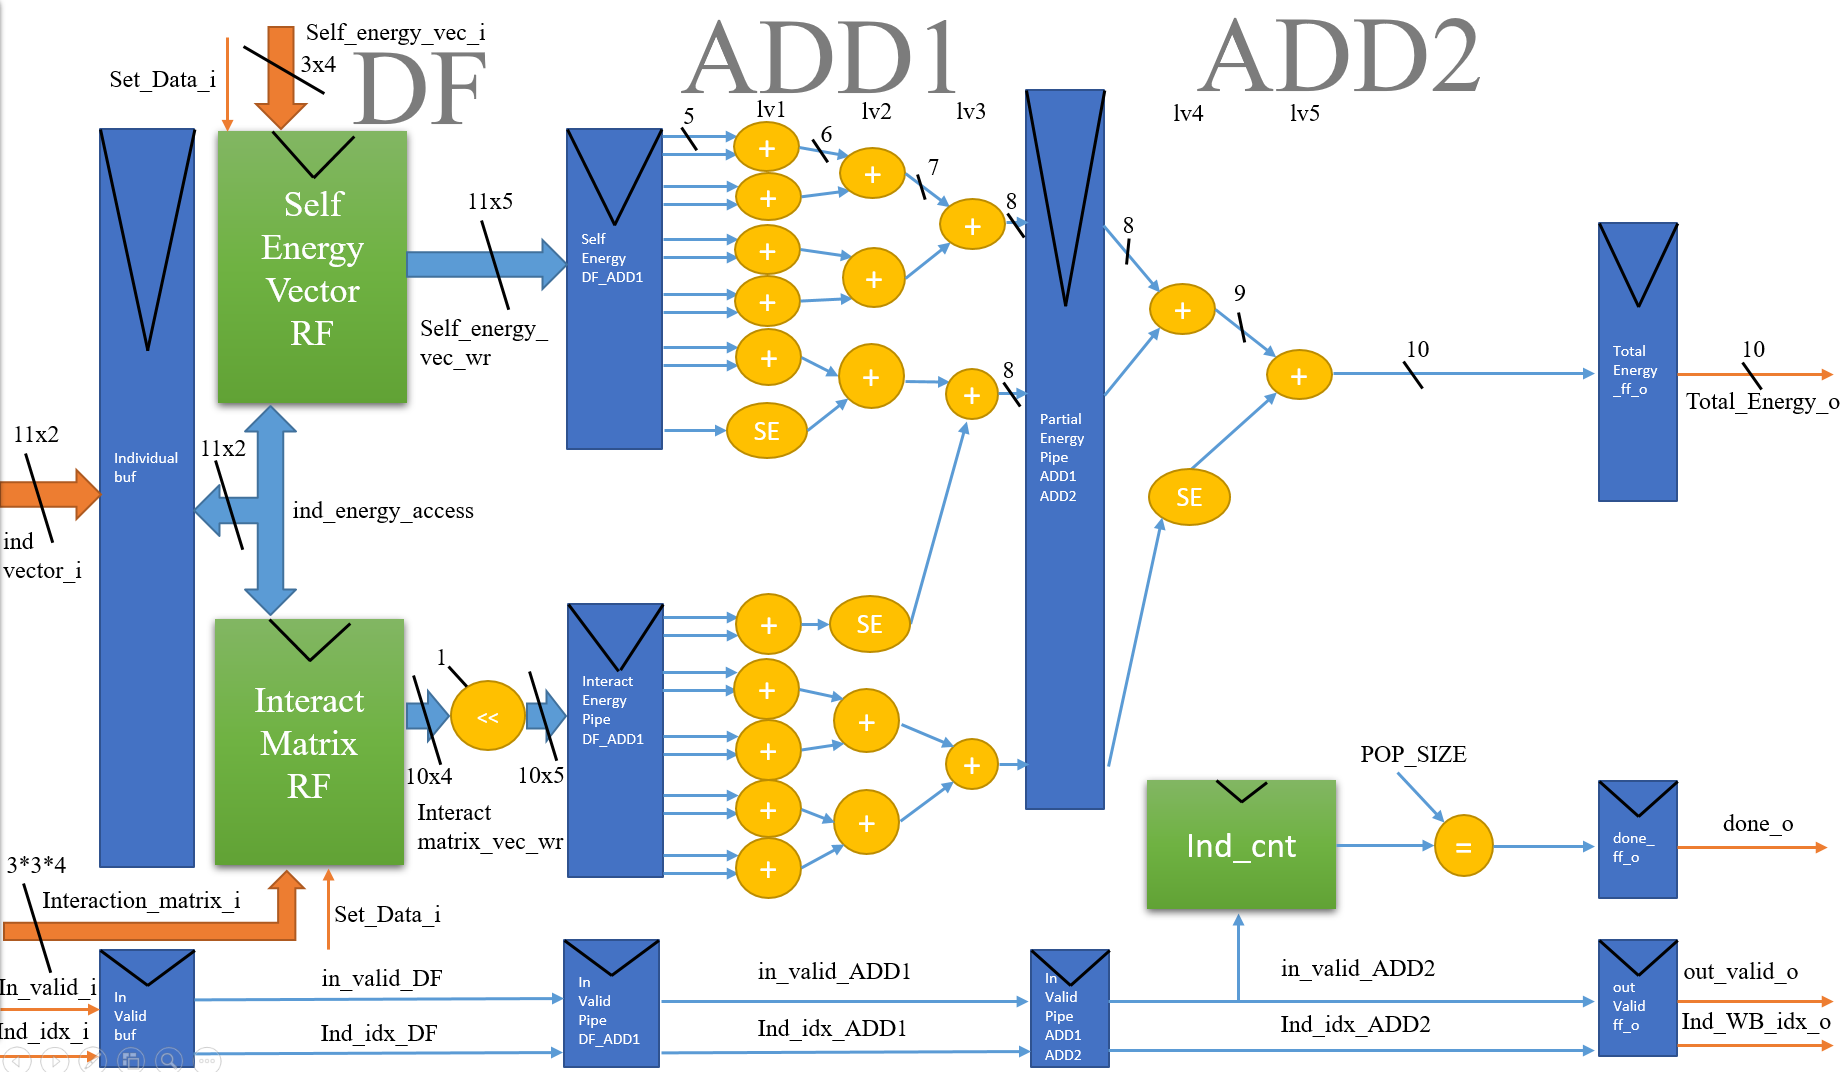 DF
ADD1
ADD2
Self_energy_vec_i
3x4
Set_Data_i
lv1
lv2
lv3
lv4
lv5
5
6
7
8
8
8
9
10
10
+
+
+
+
+
SE
+
+
+
+
+
+
+
SE
Self
Energy
Vector
RF
11x5
Self_energy_
vec_wr
Self
Energy
DF_ADD1
Partial
Energy
Pipe
ADD1
ADD2
Total
Energy
_ff_o
Total_Energy_o
11x2
ind
vector_i
Individual
buf
11x2
ind_energy_access
Interact
Matrix
RF
1
<<
10x4
10x5
Interact
matrix_vec_wr
Interact
Energy
Pipe
DF_ADD1
+
+
+
+
+
SE
+
+
+
3*3*4
Interaction_matrix_i
Set_Data_i
POP_SIZE
Ind_cnt
=
done_
ff_o
done_o
In_valid_i
Ind_idx_i
In
Valid
buf
in_valid_DF
Ind_idx_DF
In
Valid
Pipe
DF_ADD1
in_valid_ADD1
Ind_idx_ADD1
In
Valid
Pipe
ADD1
ADD2
in_valid_ADD2
Ind_idx_ADD2
out
Valid
ff_o
out_valid_o
Ind_WB_idx_o